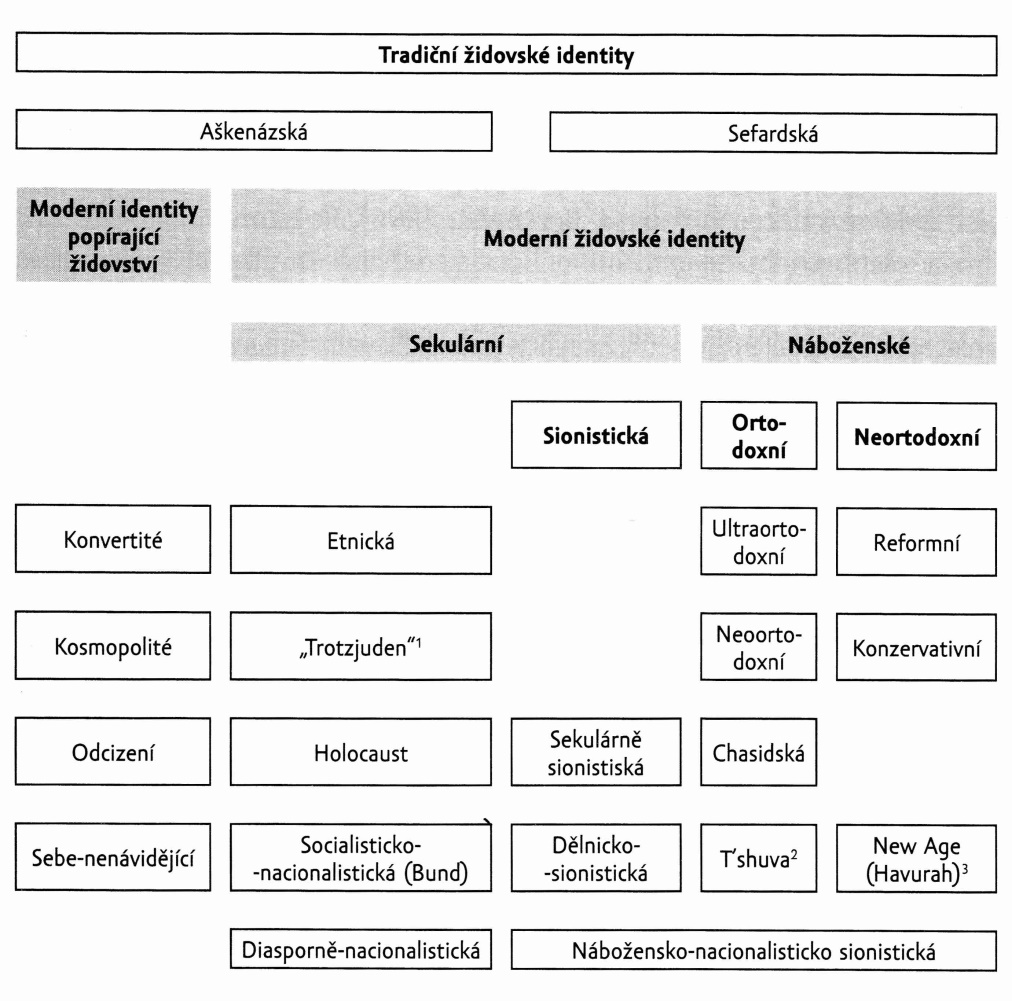 Tradiční židovské identity
Aškenázská
Sefardská
Moderní identity
popírající
židovství
Moderní židovské identity
Sekulární
Náboženské
Sionistická
Orto-
doxní
Neortodoxní
Konvertité
Etnická
Ultraorto-
doxní
Reformní
Kosmopolité
„Trotzjuden“¹
Neoorto-
doxní
Konzervativní
Odcizení
Holocaust
Sekulárně
sionistiská
Chasidská
Sebe-nenávidějící
Socialisticko-
-nacionalistická (Bund)
Dělnicko-
-sionistická
T’shuva²
New Age
(Havurah)³
Diasporně-nacionalistická
Nábožensko-nacionalisticko sionistická